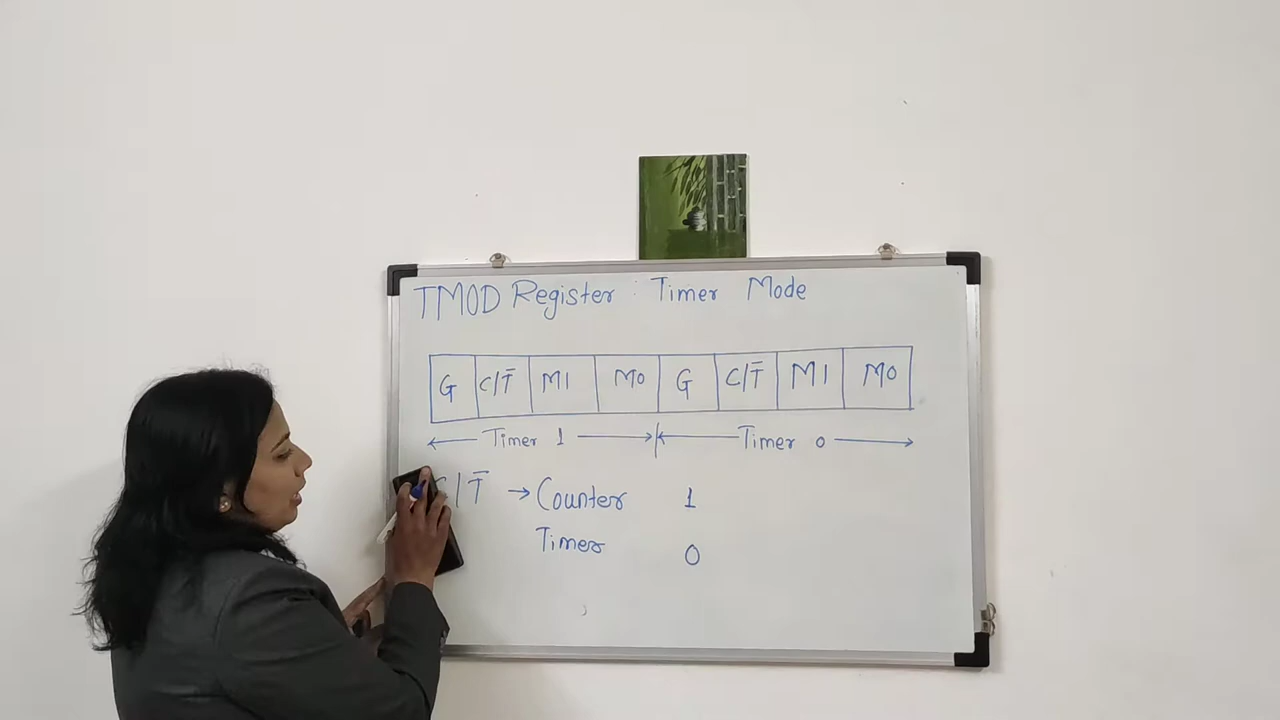 TMOD Register : Timer Mode
G C/T̅ M1 M0 G C/T̅ M1 M0
Timer 1 Timer 0
C/T̅ → Counter 1
Timer 0